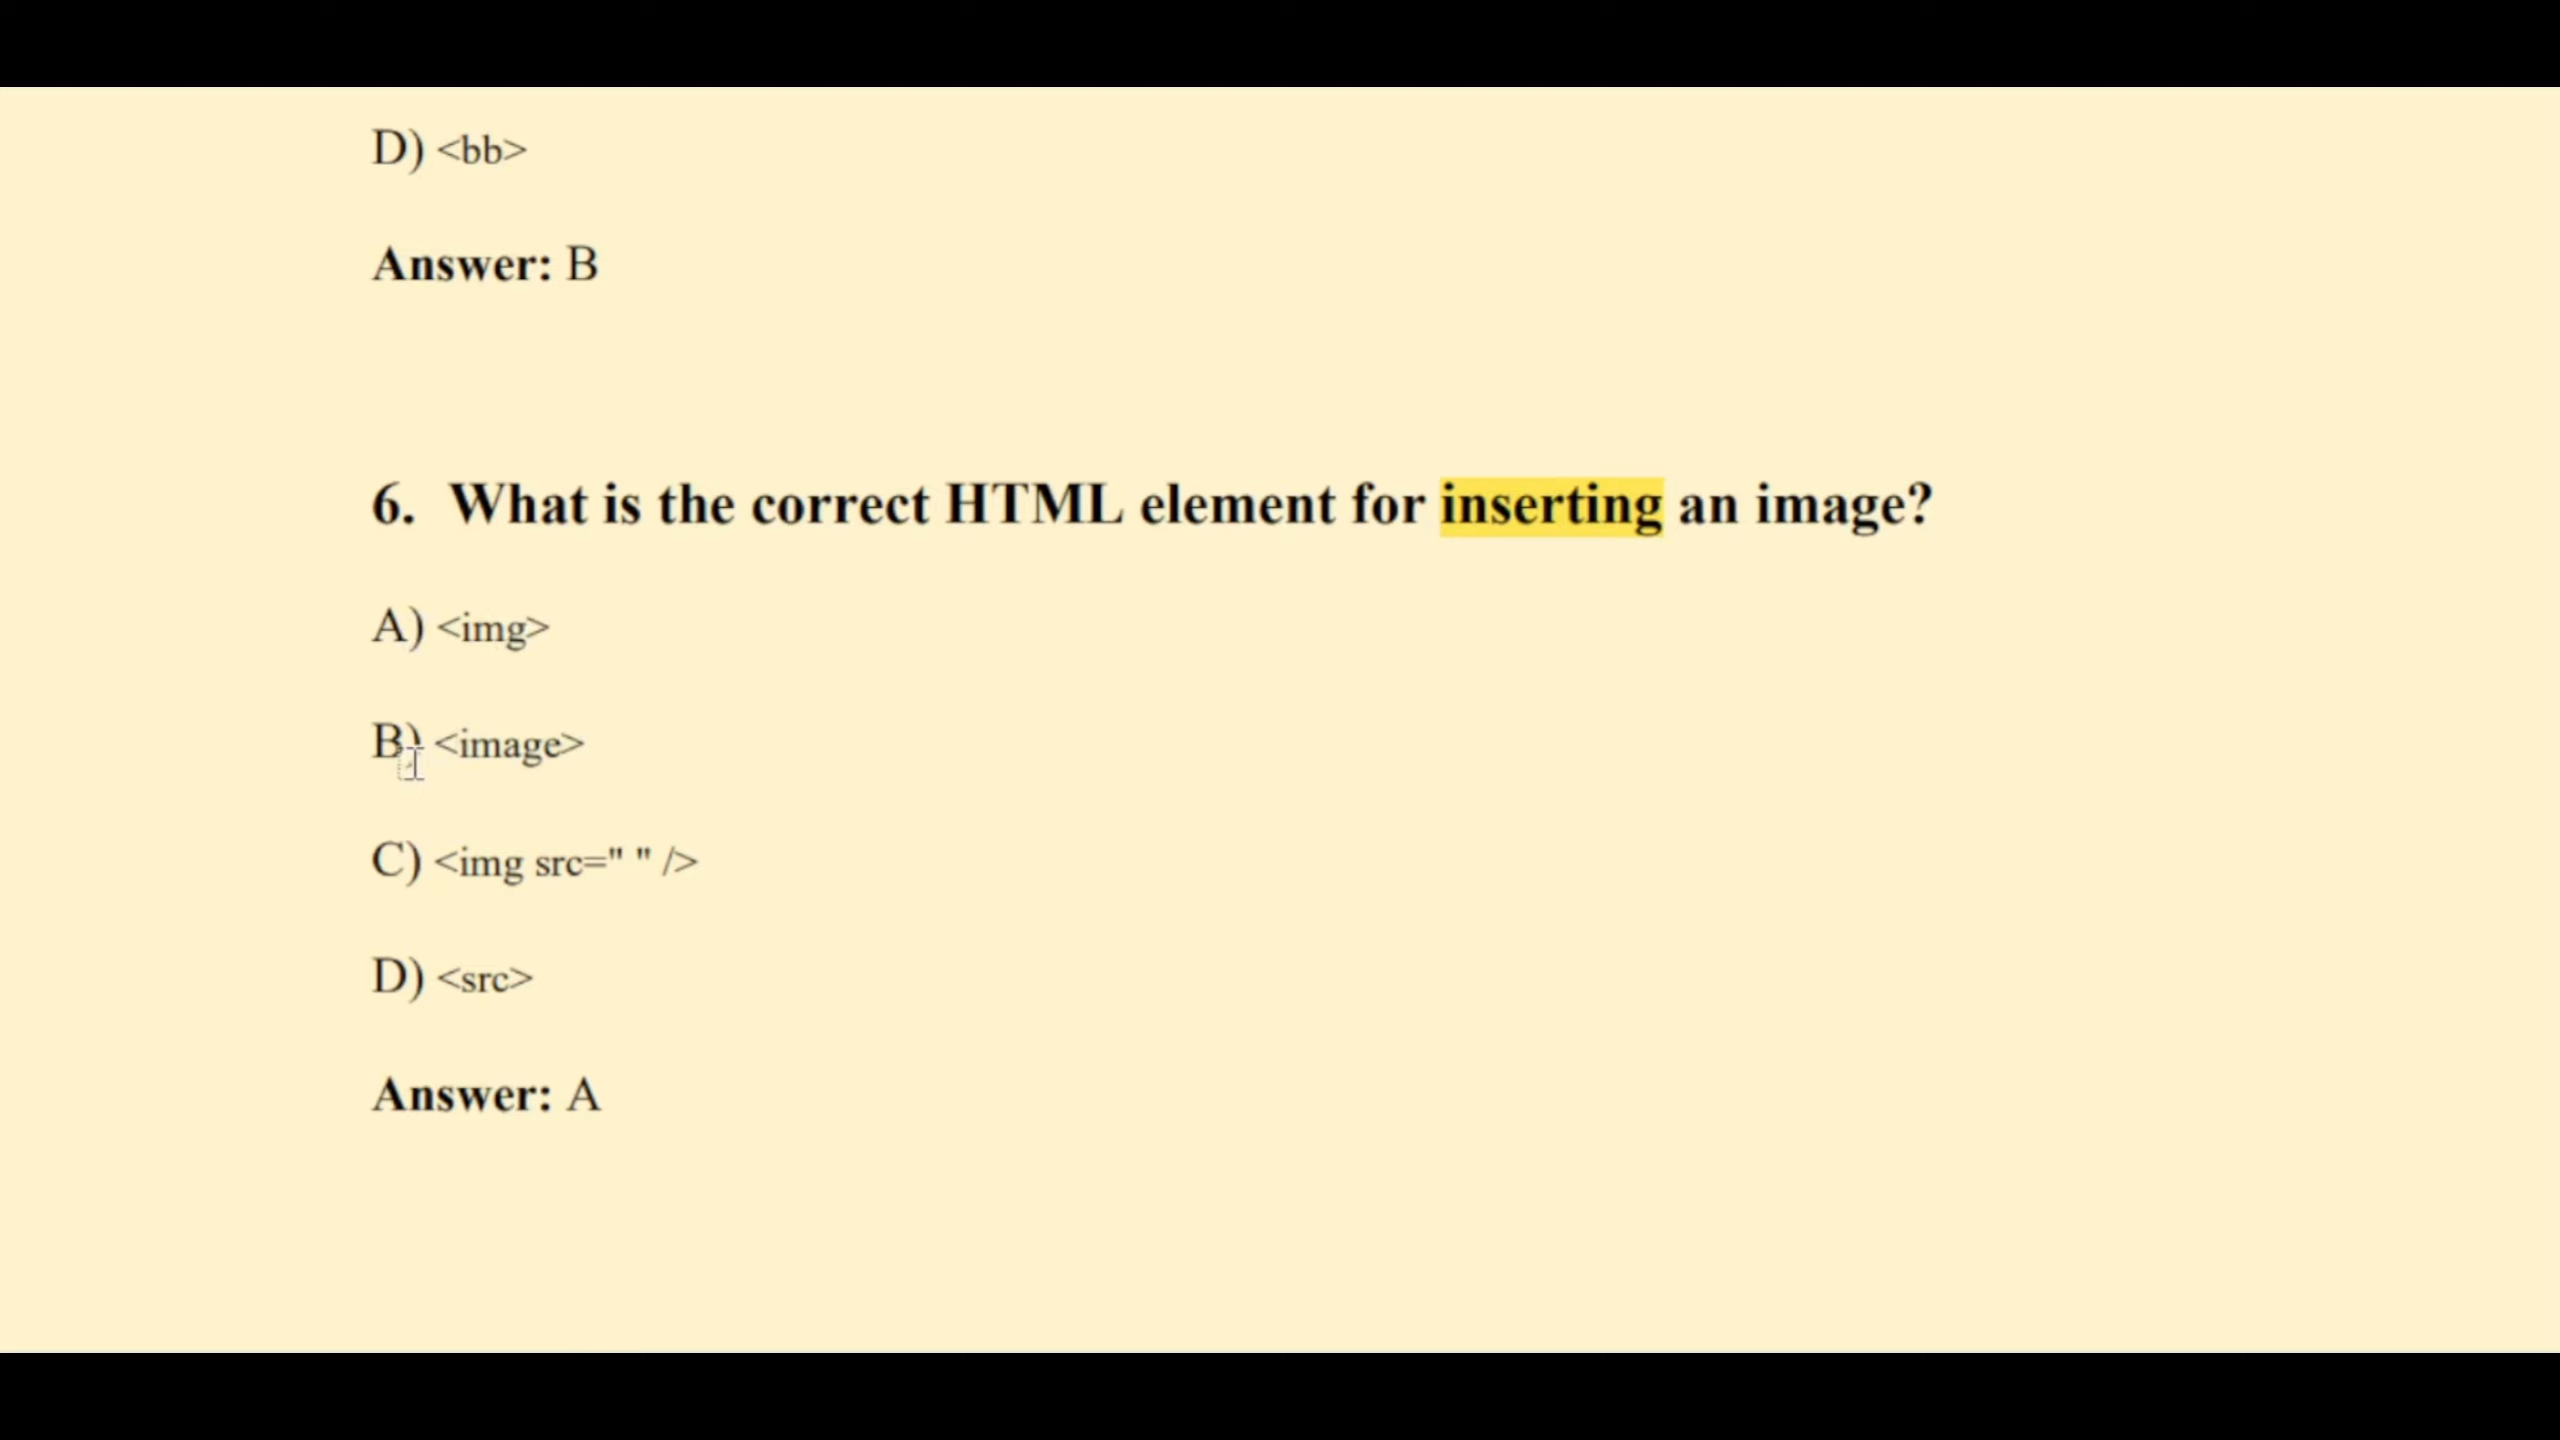 D) <bb>
Answer: B
6. What is the correct HTML element for inserting an image?
A) <img>
B) <image>
C) <img src=" " />
D) <src>
Answer: A